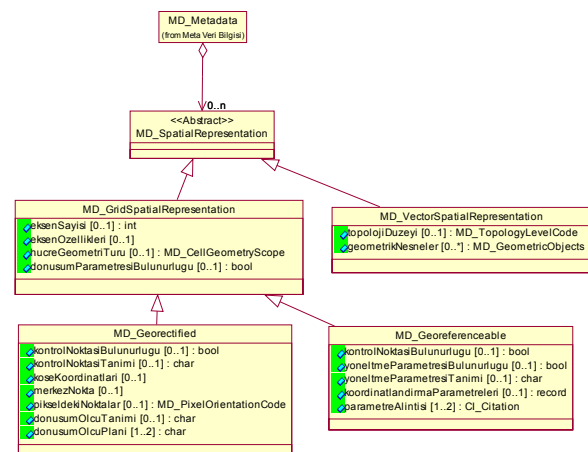 MD_Metadata
(from Meta Veri Bilgisi)
0..n
<<Abstract>>
MD_SpatialRepresentation
MD_GridSpatialRepresentation
eksenSayisi [0..1] : int
eksenOzellikleri [0..1]
hucreGeometriTuru [0..1] : MD_CellGeometryScope
donusumParametresiBulunurlugu [0..1] : bool
MD_VectorSpatialRepresentation
topolojiDuzeyi [0..1] : MD_TopologyLevelCode
geometrikNesneler [0..*] : MD_GeometricObjects
MD_Georectified
kontrolNoktasiBulunurlugu [0..1] : bool
kontrolNoktasiTanimi [0..1] : char
koseKoordinatlari [0..1]
merkezNokta [0..1]
pikseldekiNoktalar [0..1] : MD_PixelOrientationCode
donusumOlcuTanimi [0..1] : char
donusumOlcuPlani [1..2] : char
MD_Georeferenceable
kontrolNoktasiBulunurlugu [0..1] : bool
yoneltmeParametresiBulunurlugu [0..1] : bool
yoneltmeParametresiTanimi [0..1] : char
koordinatlandirmaParametreleri [0..1] : record
parametreAlintisi [1..2] : CI_Citation